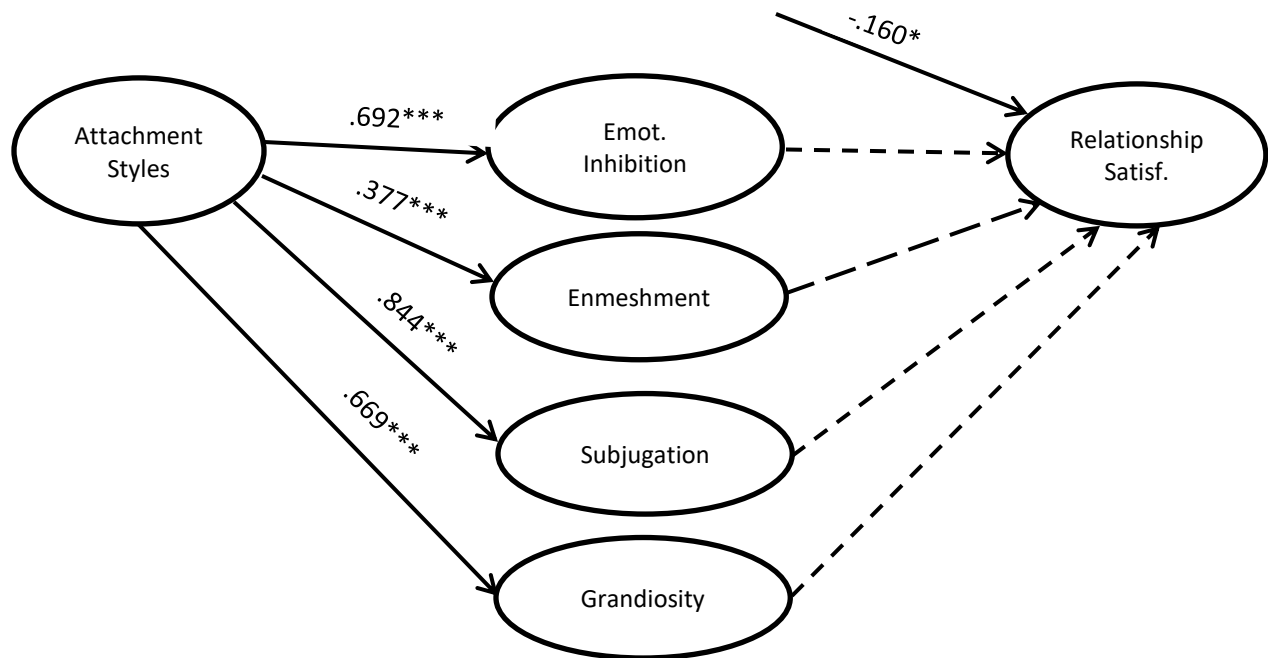 -.160*
Attachment
Styles
.692***
Emot.
Inhibition
Relationship
Satisf.
.377***
Enmeshment
.844***
Subjugation
.669***
Grandiosity